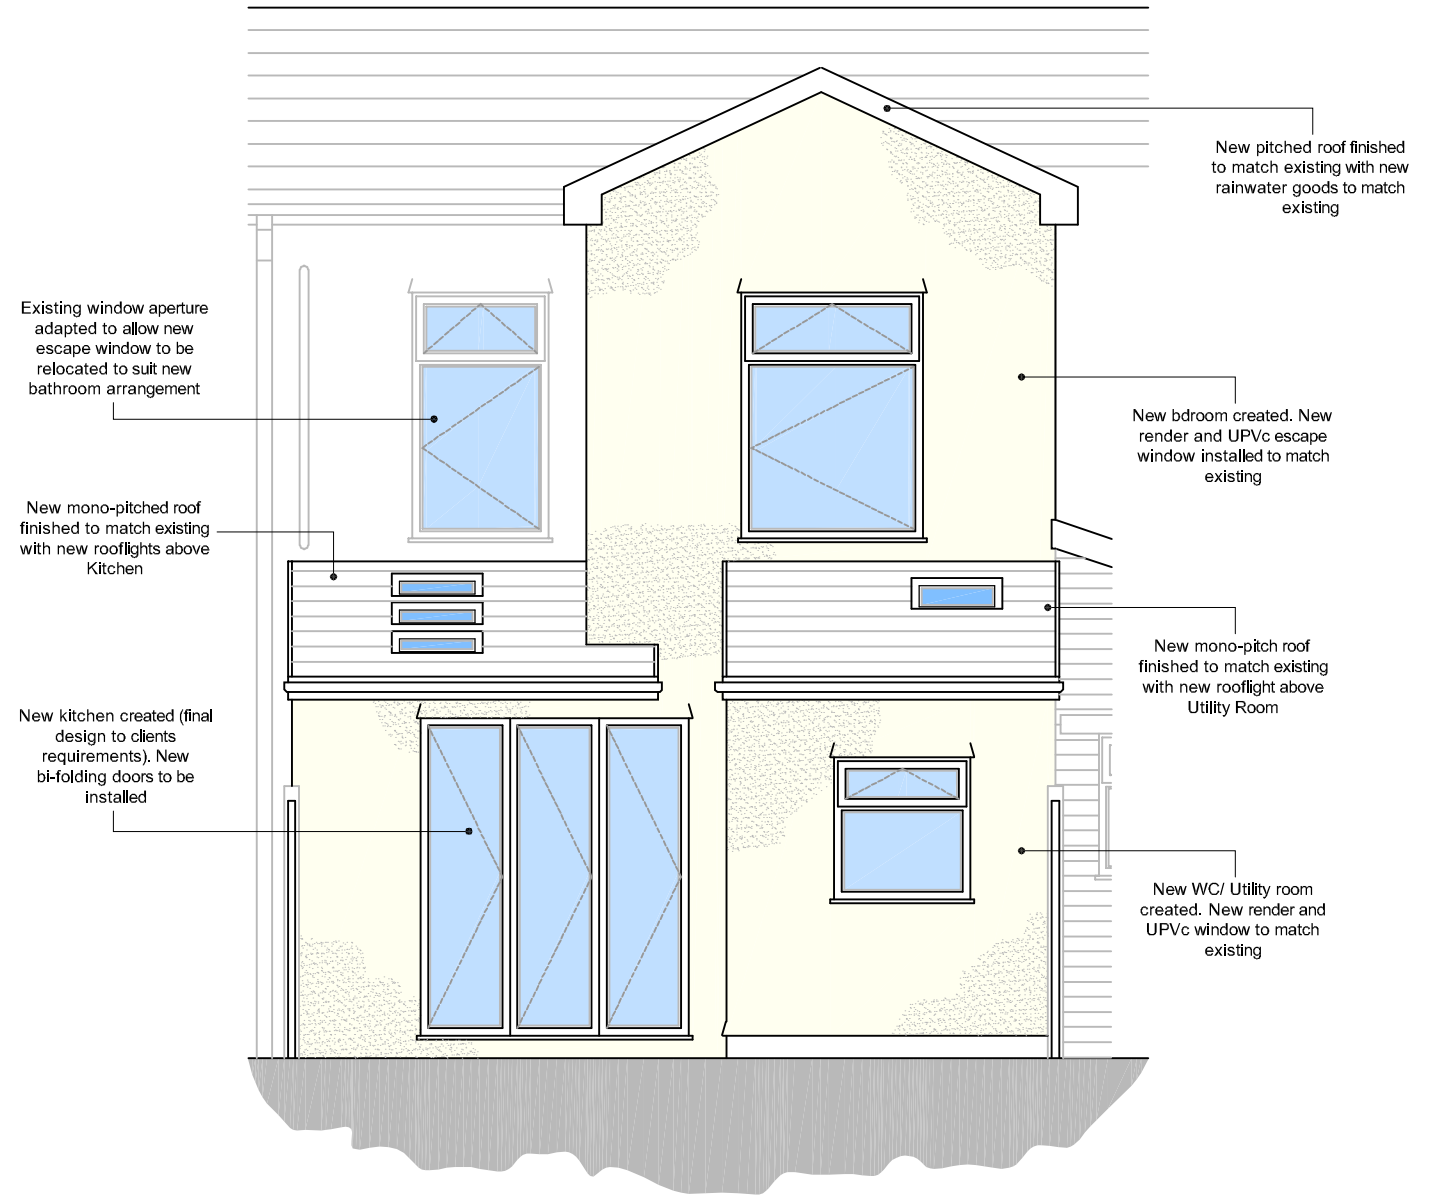 New pitched roof finished
to match existing with new
rainwater goods to match
existing
Existing window aperture
adapted to allow new
escape window to be
relocated to suit new
bathroom arrangement
New bdroom created. New
render and UPVc escape
window installed to match
existing
New mono-pitched roof
finished to match existing
with new rooflights above
Kitchen
New mono-pitch roof
finished to match existing
with new rooflight above
Utility Room
New kitchen created (final
design to clients
requirements). New
bi-folding doors to be
installed
New WC/ Utility room
created. New render and
UPVc window to match
existing